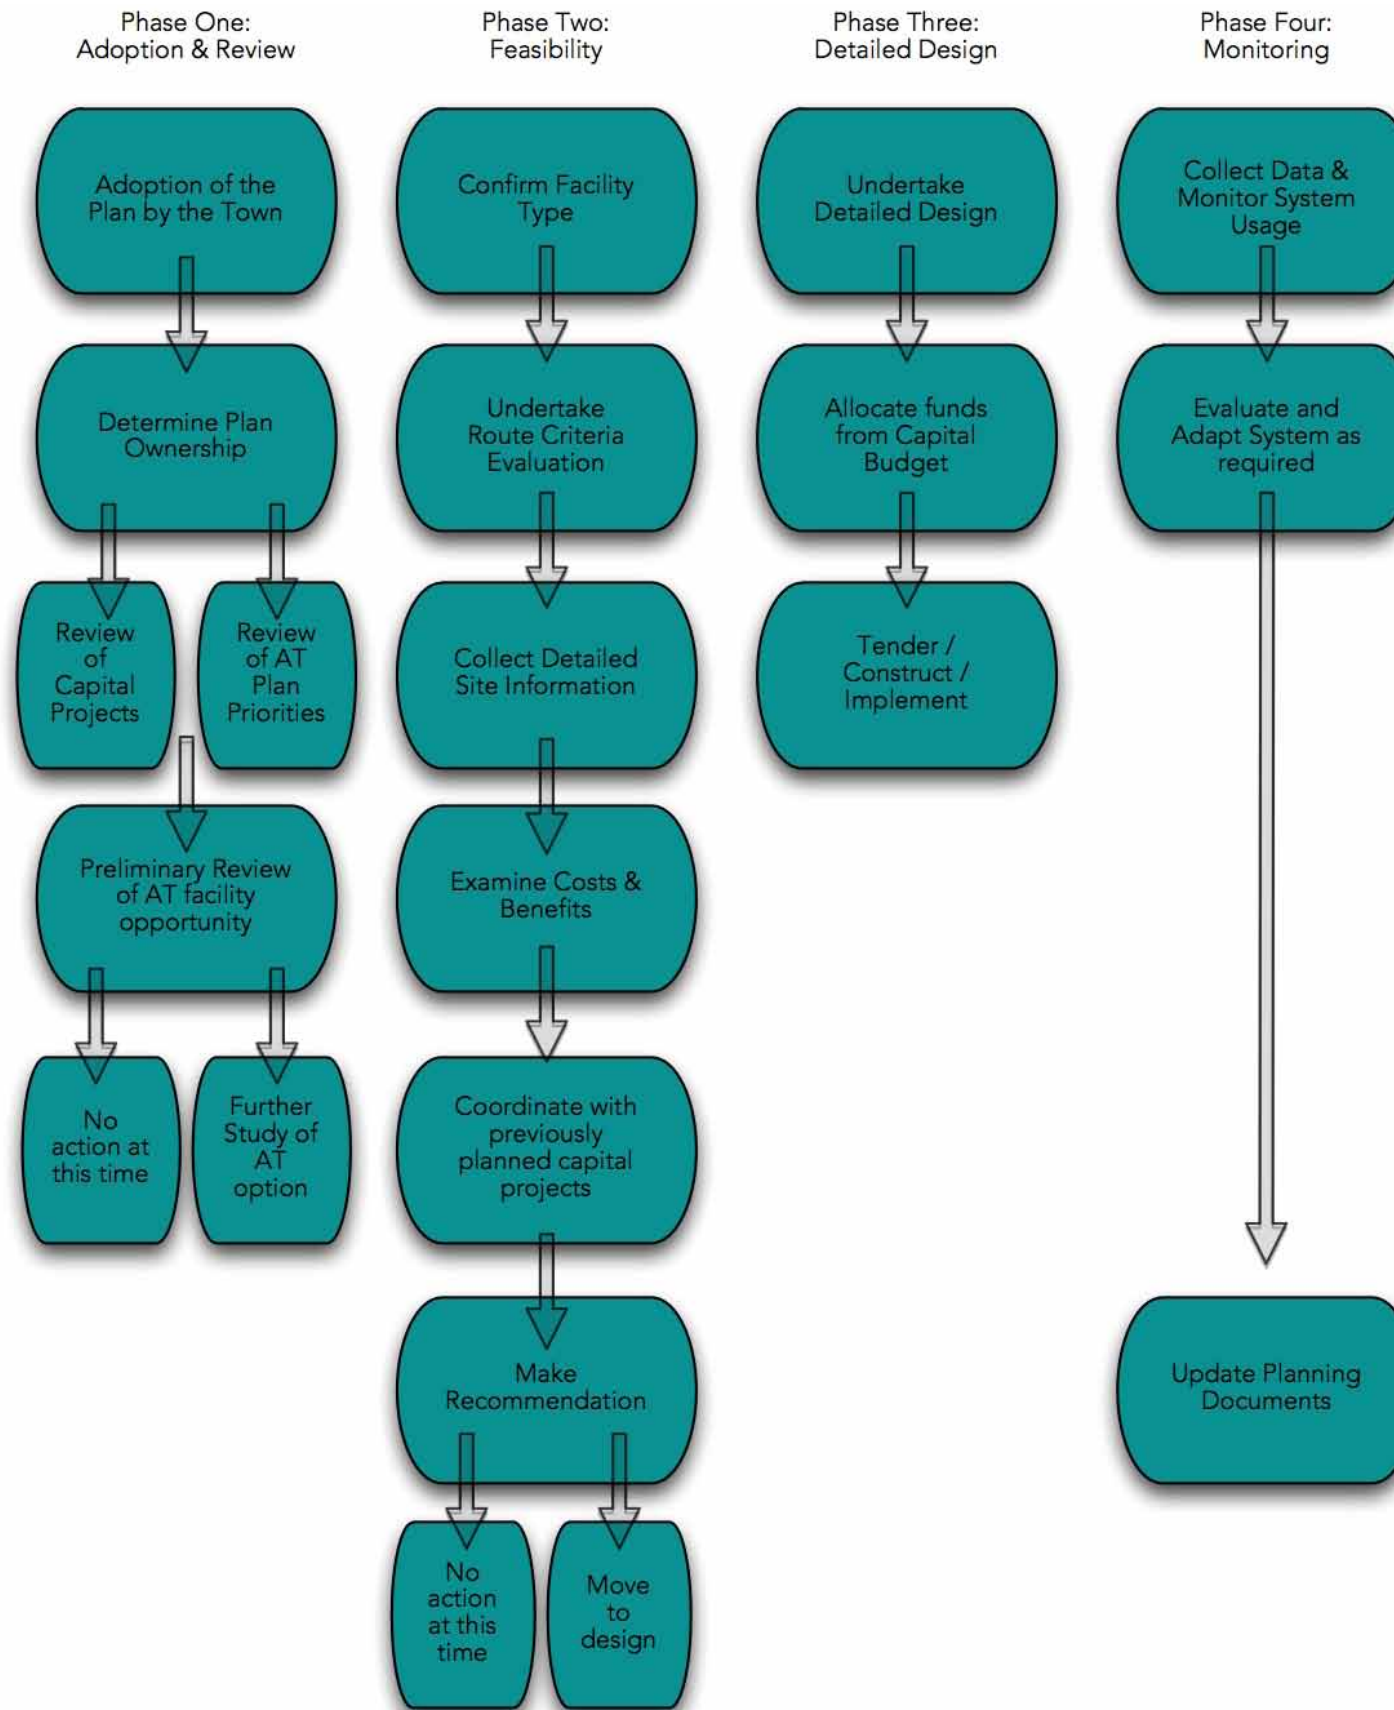 Phase One:
Adoption & Review
Phase Two:
Feasibility
Phase Three:
Detailed Design
Phase Four:
Monitoring
Adoption of the
Plan by the Town
Determine Plan
Ownership
Review
of
Capital
Projects
Review
of AT
Plan
Priorities
Preliminary Review
of AT facility
opportunity
No
action at
this time
Further
Study of
AT
option
Confirm Facility
Type
Undertake
Route Criteria
Evaluation
Collect Detailed
Site Information
Examine Costs &
Benefits
Coordinate with
previously
planned capital
projects
Make
Recommendation
No
action
at this
time
Move
to
design
Undertake
Detailed Design
Allocate funds
from Capital
Budget
Tender /
Construct /
Implement
Collect Data &
Monitor System
Usage
Evaluate and
Adapt System as
required
Update Planning
Documents